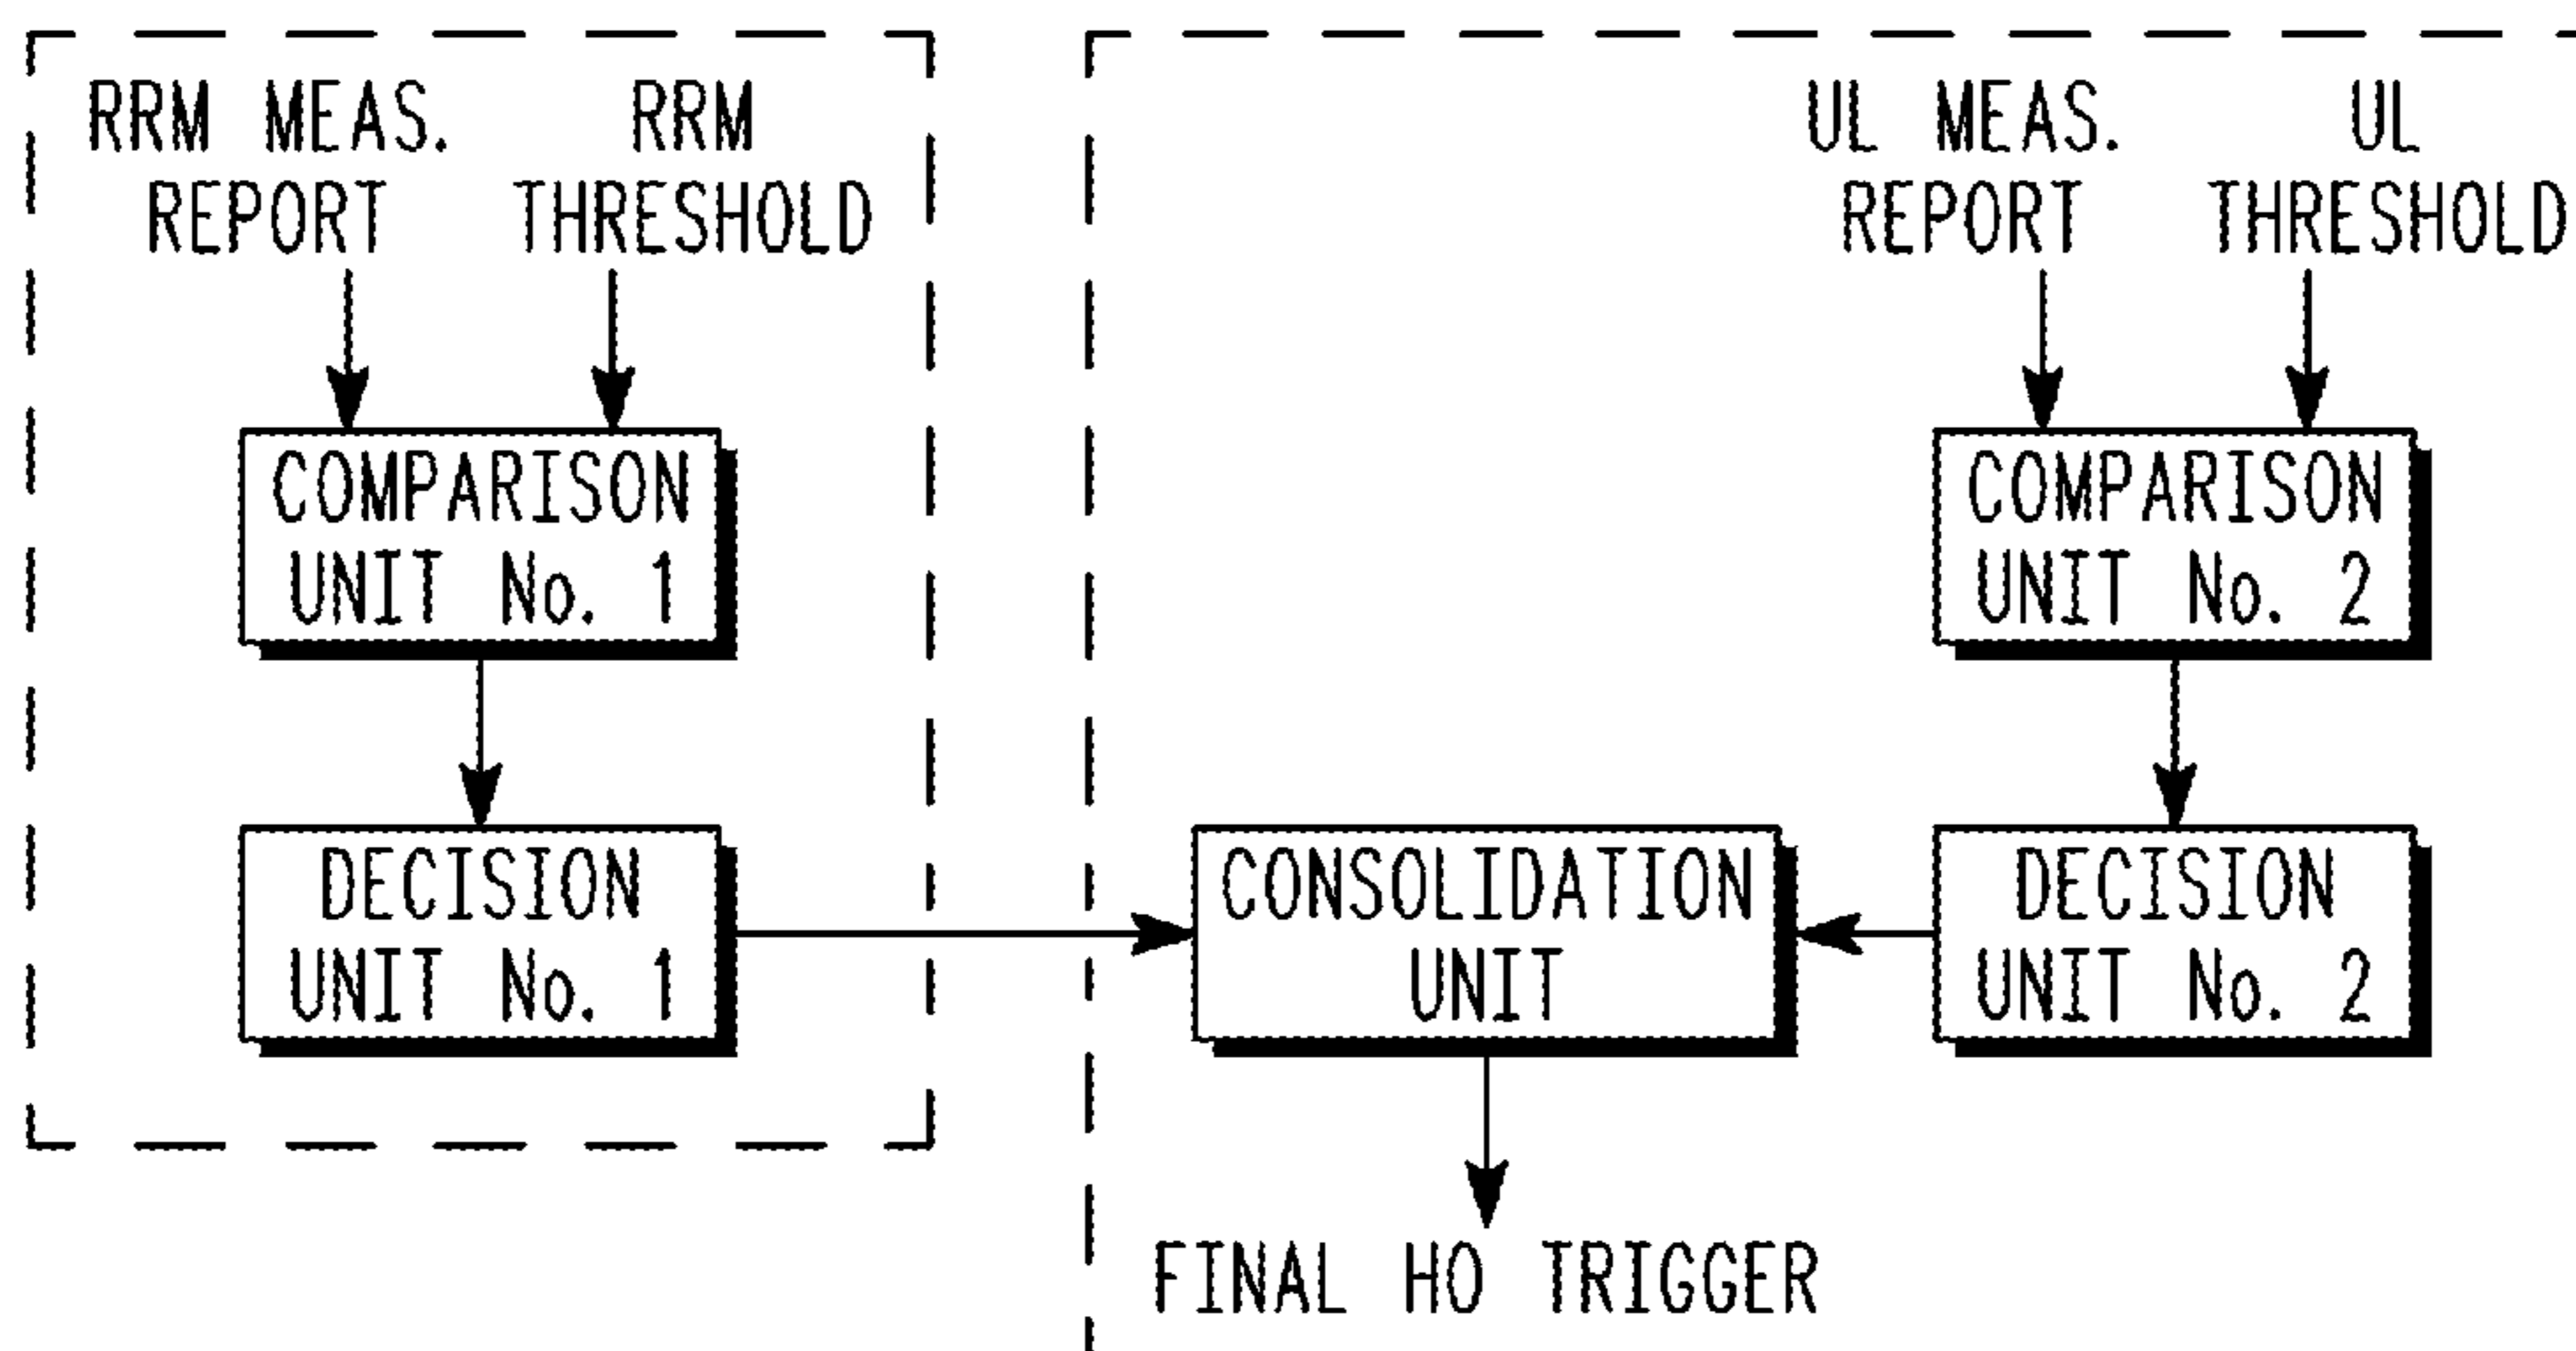 RRM MEAS.
REPORT
RRM
THRESHOLD
COMPARISON
UNIT No. 1
DECISION
UNIT No. 1
UL MEAS.
REPORT
UL
THRESHOLD
COMPARISON
UNIT No. 2
DECISION
UNIT No. 2
CONSOLIDATION
UNIT
FINAL HO TRIGGER